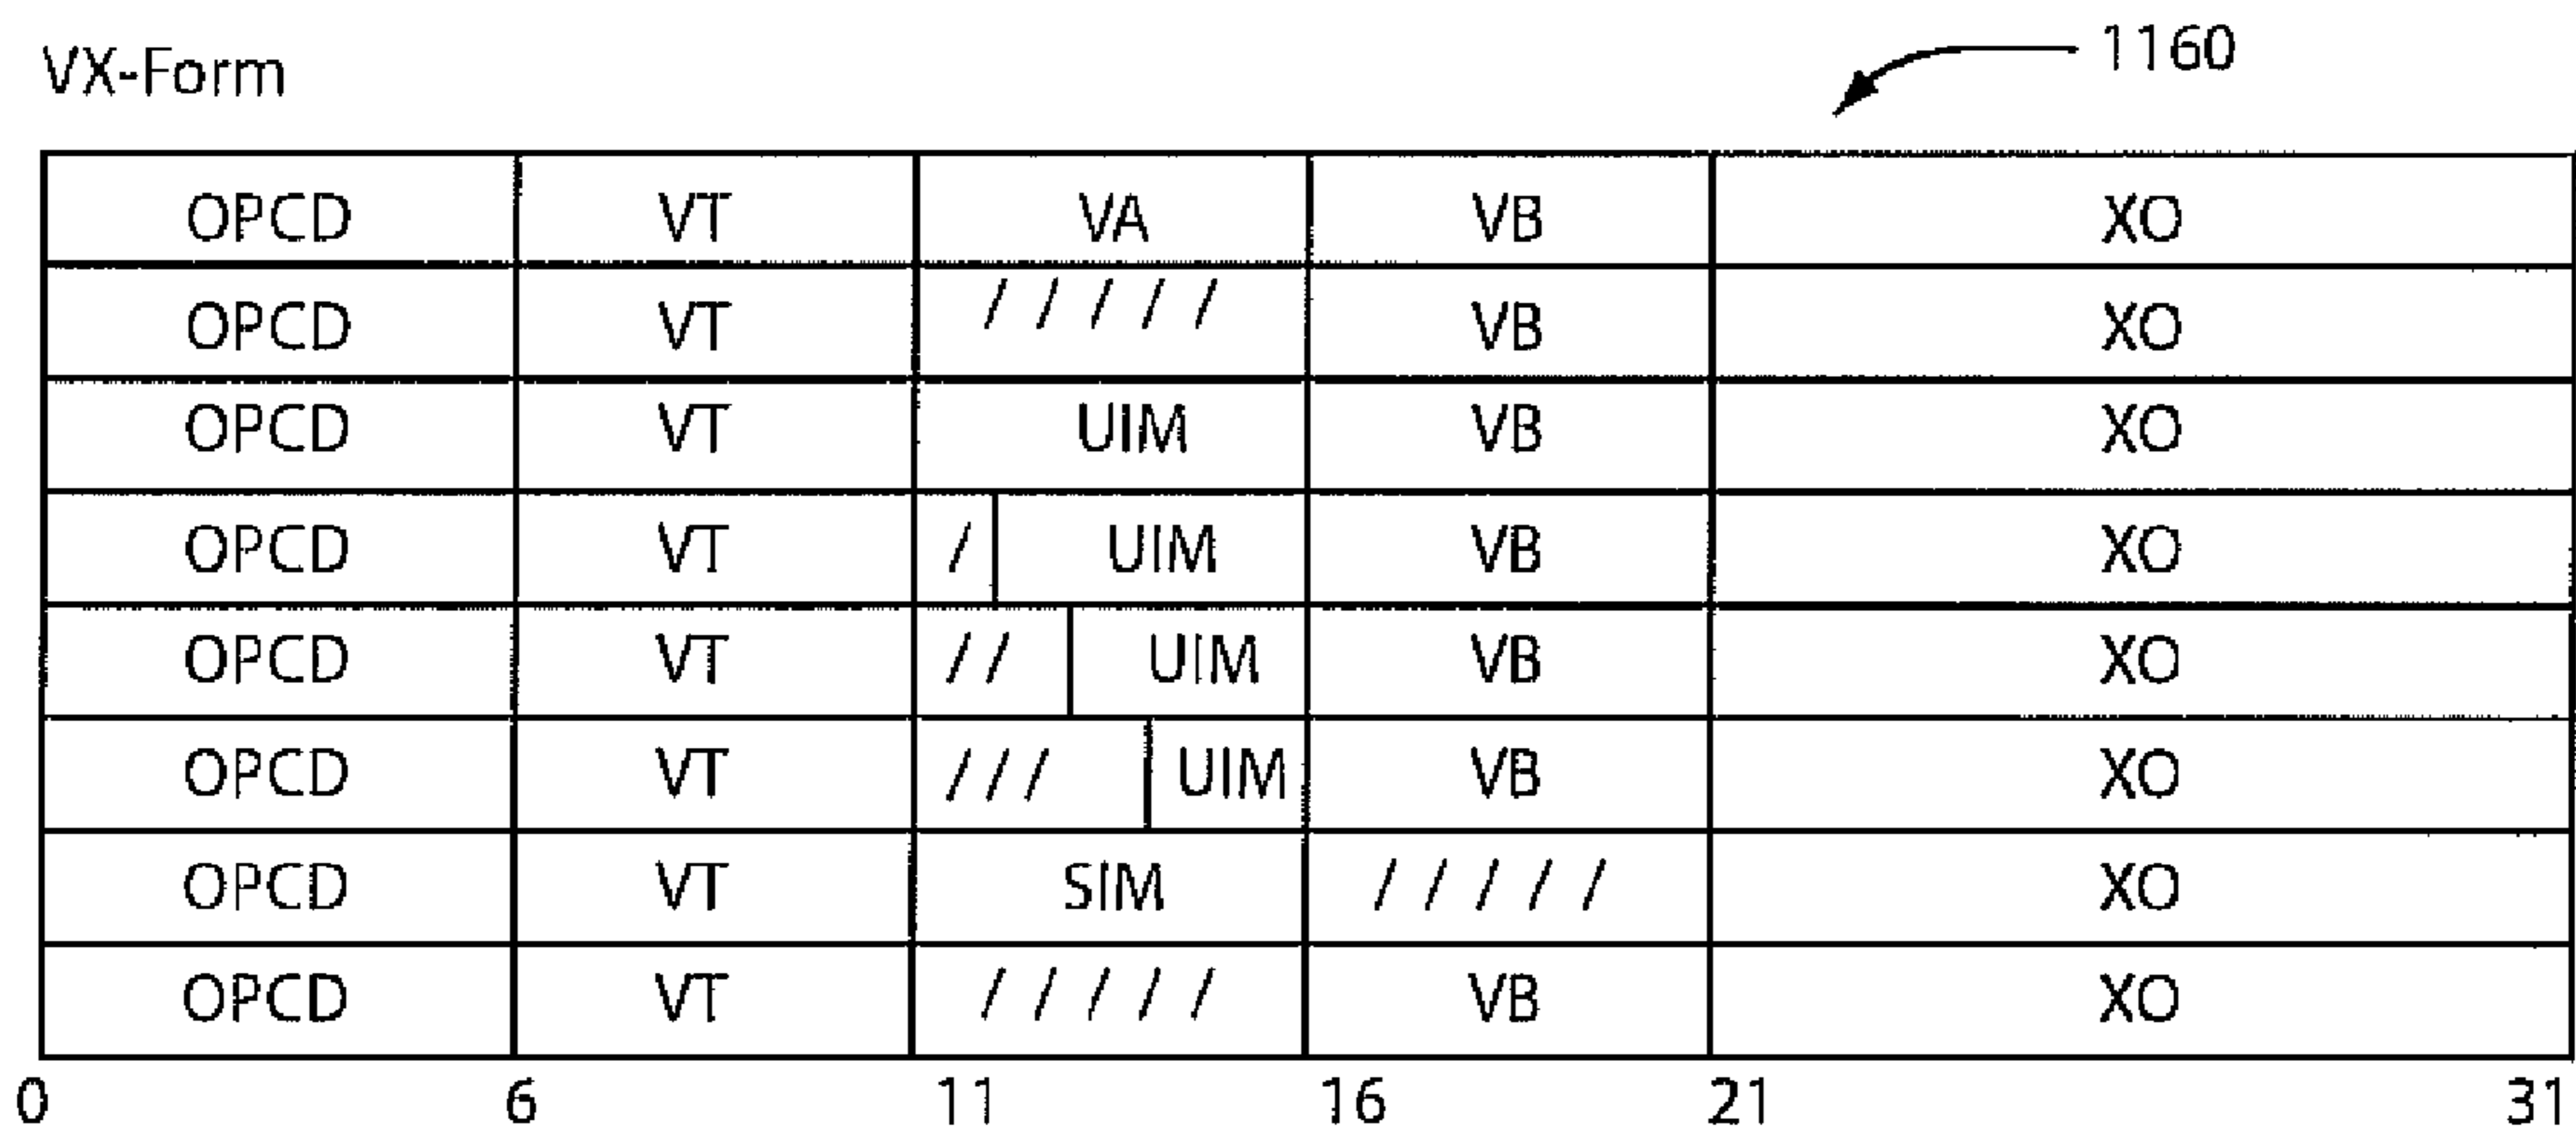 VX-Form
1160
OPCD VT VA VB XO
OPCD VT / / / / / VB XO
OPCD VT UIM VB XO
OPCD VT / UIM VB XO
OPCD VT // UIM VB XO
OPCD VT /// UIM VB XO
OPCD VT SIM / / / / / XO
OPCD VT / / / / / VB XO
0 6 11 16 21 31